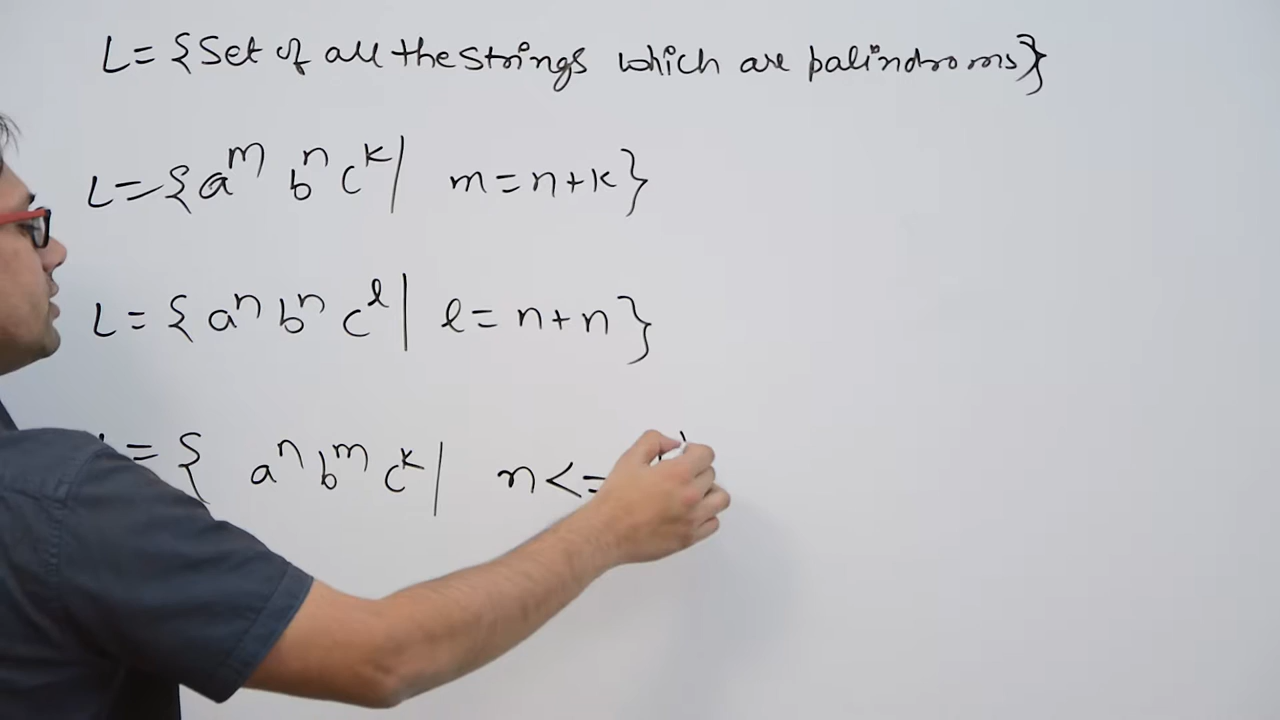 L={Set of all the strings which are palindroms}
L={a^m b^n c^k| m=n+k}
L={a^n b^n c^l| l=n+n}
={ a^n b^m c^k| n<=